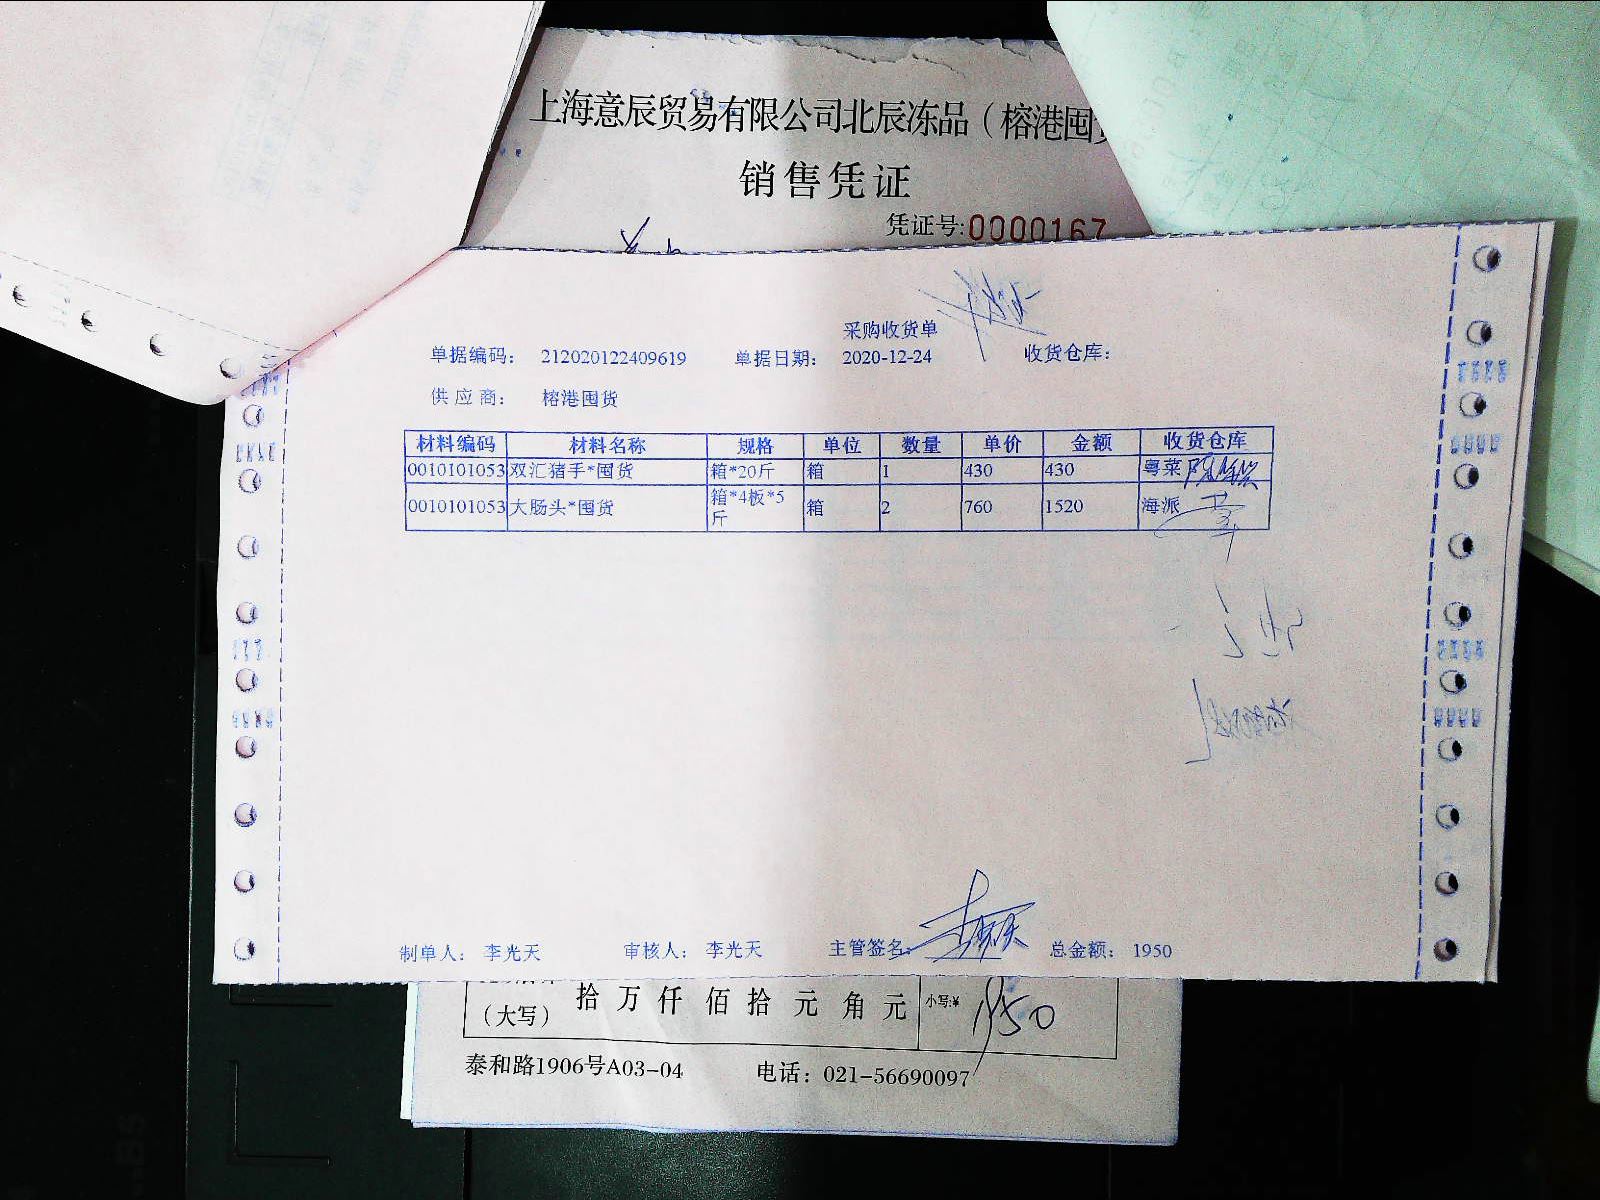 上海意辰贸易有限公司北辰冻品（榕港囤
销售凭证
凭证号:0000167
采购收货单
单据编码： 212020122409619 单据日期： 2020-12-24 收货仓库：
供应商： 榕港囤货
材料编码 材料名称 规格 单位 数量 单价 金额 收货仓库
0010101053 双汇猪手*囤货 箱*20斤 箱 1 430 430 粤菜
0010101053 大肠头*囤货 箱*4板*5斤 箱 2 760 1520 海派
制单人： 李光天 审核人： 李光天 主管签名： 总金额： 1950
（大写） 拾 万 仟 佰 拾 元 角 元 小写:¥ 1950
泰和路1906号A03-04 电话：021-56690097